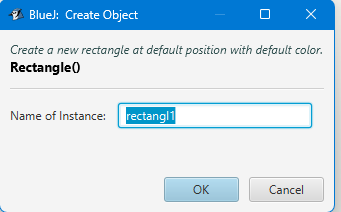 BlueJ: Create Object
Create a new rectangle at default position with default color.
Rectangle()
Name of Instance: rectangl1
OK Cancel